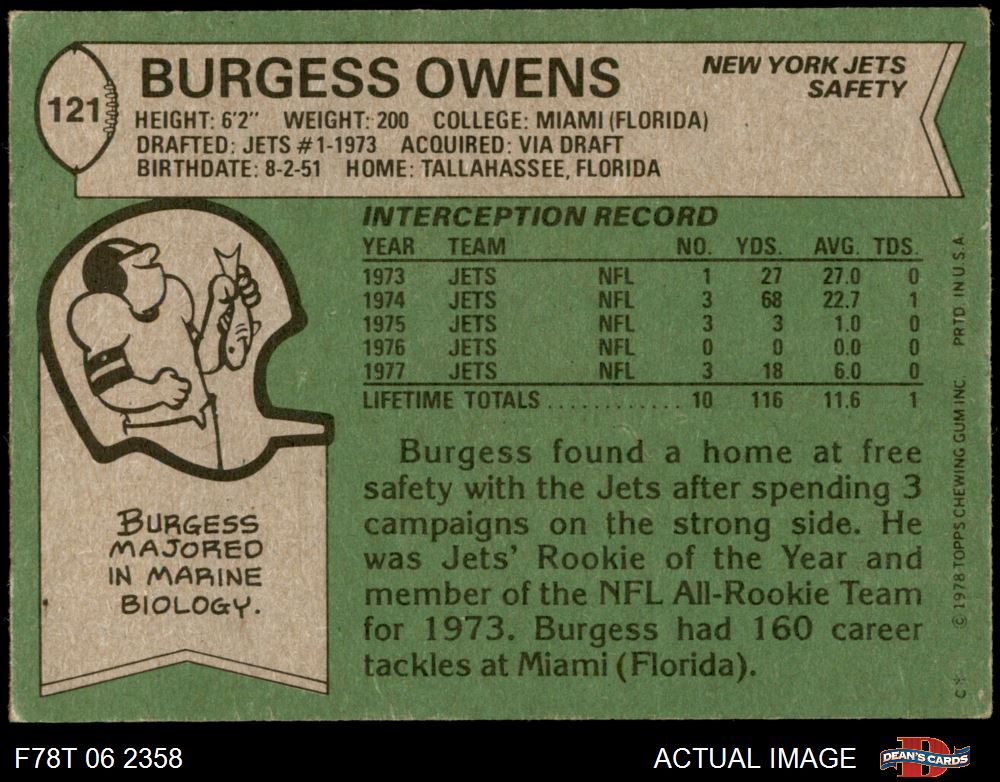 121
BURGESS OWENS
NEW YORK JETS
SAFETY
HEIGHT: 6'2" WEIGHT: 200 COLLEGE: MIAMI (FLORIDA)
DRAFTED: JETS #1-1973 ACQUIRED: VIA DRAFT
BIRTHDATE: 8-2-51 HOME: TALLAHASSEE, FLORIDA
INTERCEPTION RECORD
YEAR TEAM NO. YDS. AVG. TDS.
1973 JETS NFL 1 27 27.0 0
1974 JETS NFL 3 68 22.7 1
1975 JETS NFL 3 3 1.0 0
1976 JETS NFL 0 0 0.0 0
1977 JETS NFL 3 18 6.0 0
LIFETIME TOTALS ............ 10 116 11.6 1
Burgess found a home at free
safety with the Jets after spending 3
campaigns on the strong side. He
was Jets' Rookie of the Year and
member of the NFL All-Rookie Team
for 1973. Burgess had 160 career
tackles at Miami (Florida).
BURGESS
MAJORED
IN MARINE
BIOLOGY.
C* © 1978 TOPPS CHEWING GUM INC. PRTD. IN U.S.A.
F78T 06 2358
ACTUAL IMAGE
D
DEAN'S CARDS